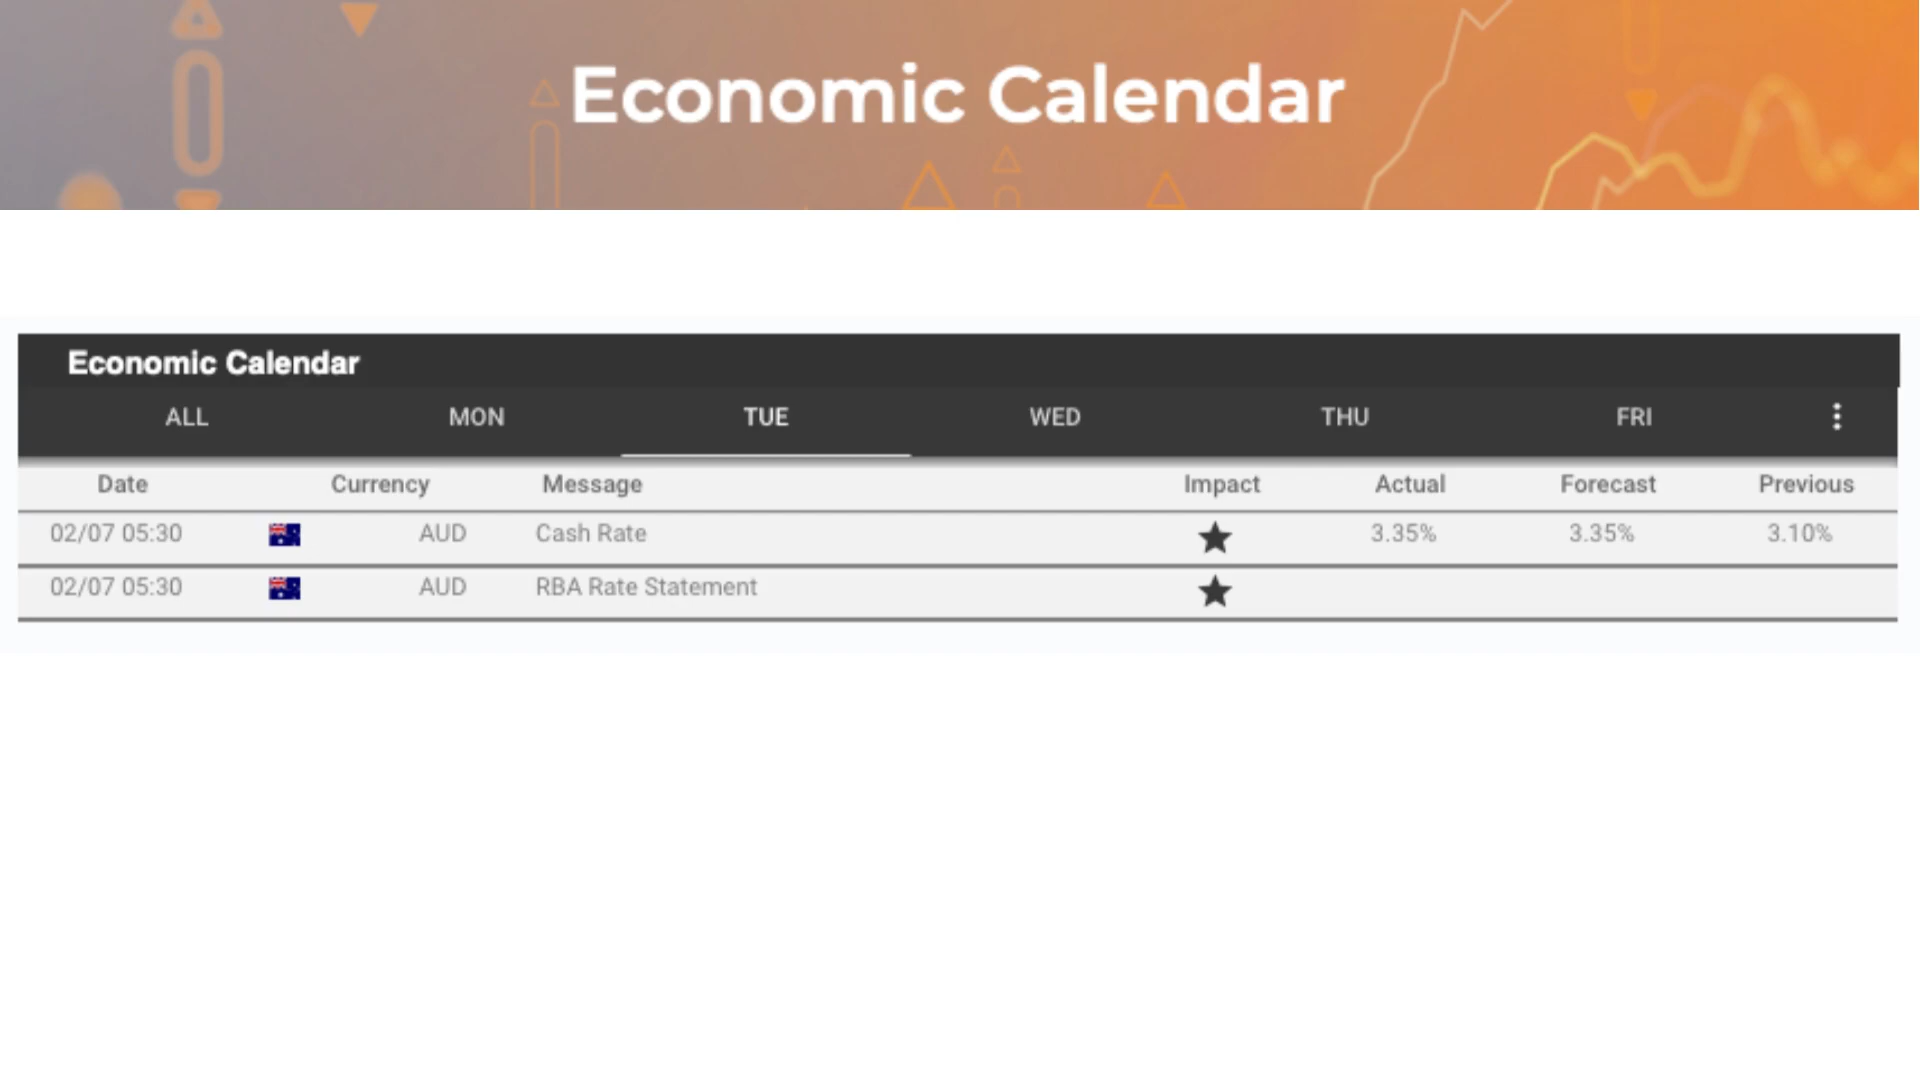 Economic Calendar
Economic Calendar
ALL MON TUE WED THU FRI
Date Currency Message Impact Actual Forecast Previous
02/07 05:30 AUD Cash Rate 3.35% 3.35% 3.10%
02/07 05:30 AUD RBA Rate Statement